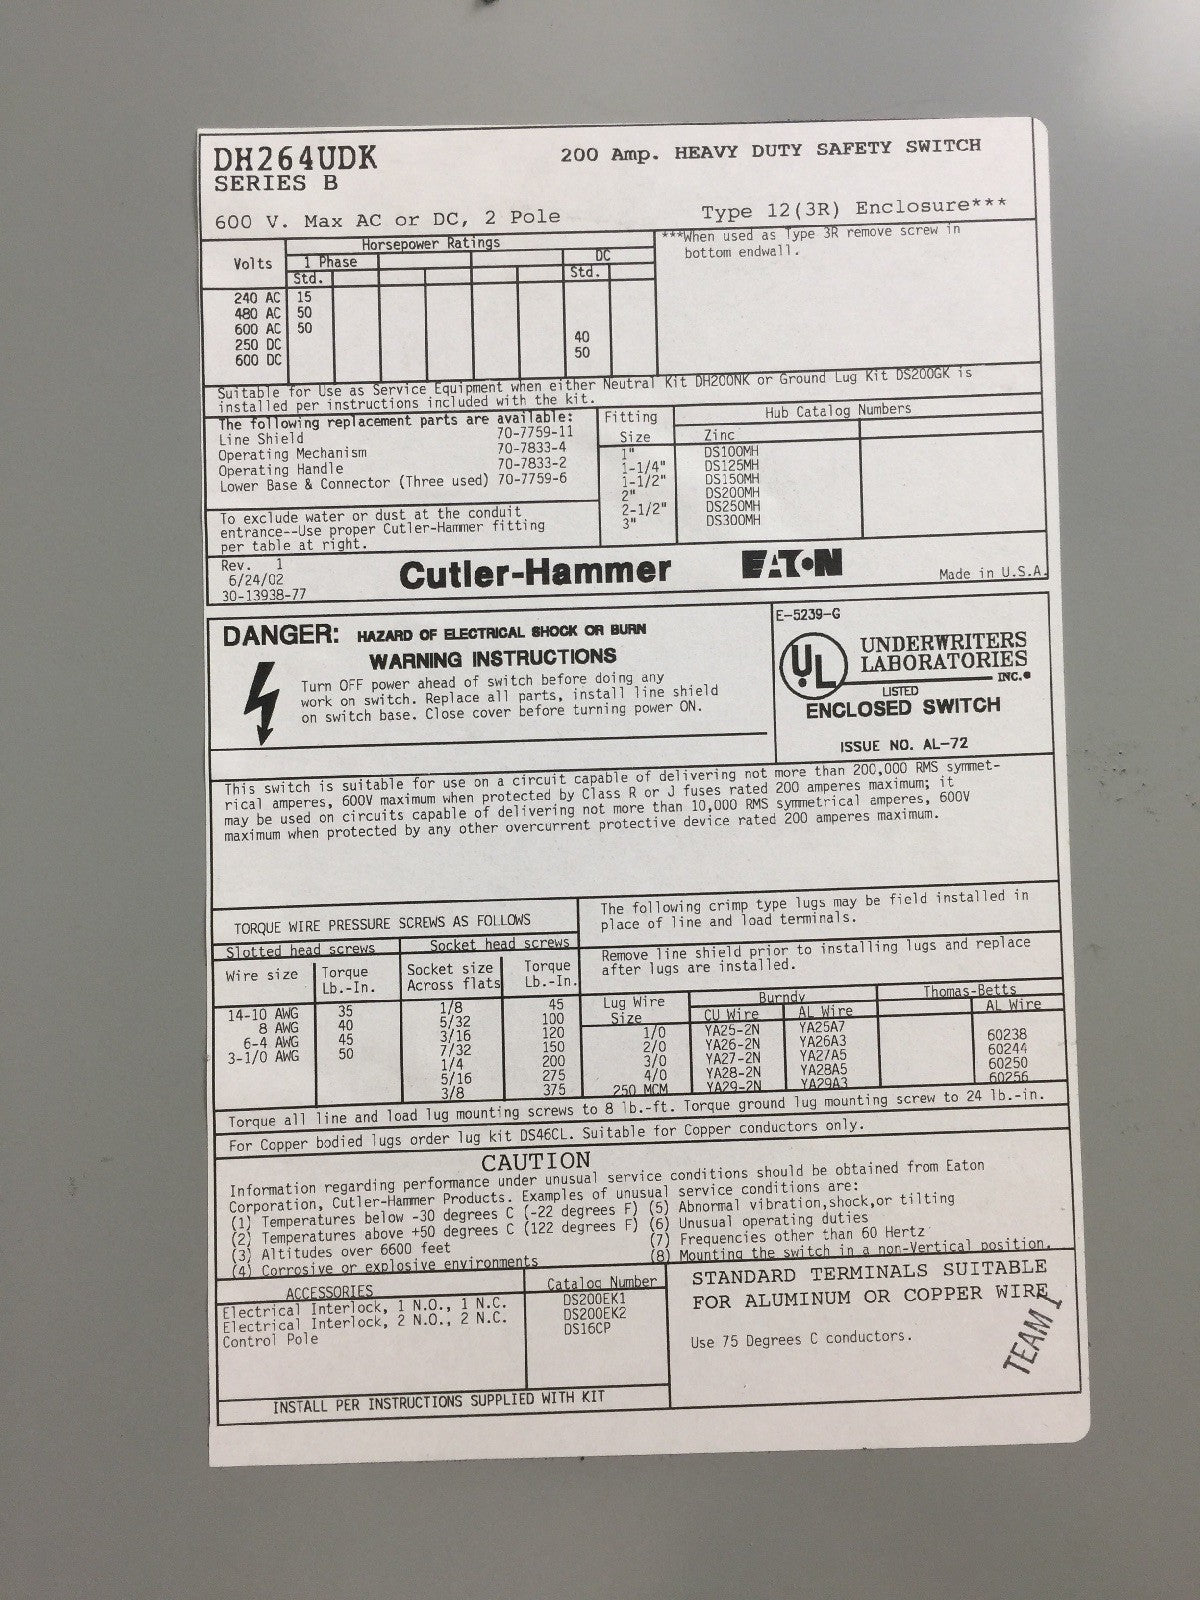 DH264UDK
200 Amp. HEAVY DUTY SAFETY SWITCH
SERIES B
600 V. Max AC or DC, 2 Pole
Type 12(3R) Enclosure***
Volts
Horsepower Ratings
1 Phase
DC
Std.
Std.
240 AC 15
480 AC 50
600 AC 50
250 DC 40
600 DC 50
***When used as Type 3R remove screw in
bottom endwall.
Suitable for Use as Service Equipment when either Neutral Kit DH200NK or Ground Lug Kit DS200GK is
installed per instructions included with the kit.
The following replacement parts are available:
Line Shield 70-7759-11
Operating Mechanism 70-7833-4
Operating Handle 70-7833-2
Lower Base & Connector (Three used) 70-7759-6
To exclude water or dust at the conduit
entrance--Use proper Cutler-Hammer fitting
per table at right.
Fitting
Size
Hub Catalog Numbers
Zinc
1" DS100MH
1-1/4" DS125MH
1-1/2" DS150MH
2" DS200MH
2-1/2" DS250MH
3" DS300MH
Rev. 1
6/24/02
30-13938-77
Cutler-Hammer
EATON
Made in U.S.A.
DANGER: HAZARD OF ELECTRICAL SHOCK OR BURN
WARNING INSTRUCTIONS
Turn OFF power ahead of switch before doing any
work on switch. Replace all parts, install line shield
on switch base. Close cover before turning power ON.
E-5239-G
UL
UNDERWRITERS
LABORATORIES
INC.®
LISTED
ENCLOSED SWITCH
ISSUE NO. AL-72
This switch is suitable for use on a circuit capable of delivering not more than 200,000 RMS symmet-
rical amperes, 600V maximum when protected by Class R or J fuses rated 200 amperes maximum; it
may be used on circuits capable of delivering not more than 10,000 RMS symmetrical amperes, 600V
maximum when protected by any other overcurrent protective device rated 200 amperes maximum.
TORQUE WIRE PRESSURE SCREWS AS FOLLOWS
Slotted head screws
Socket head screws
Wire size
Torque
Lb.-In.
Socket size
Across flats
Torque
Lb.-In.
14-10 AWG 35
8 AWG 40
6-4 AWG 45
3-1/0 AWG 50
1/8 45
5/32 100
3/16 120
7/32 150
1/4 200
5/16 275
3/8 375
The following crimp type lugs may be field installed in
place of line and load terminals.
Remove line shield prior to installing lugs and replace
after lugs are installed.
Lug Wire
Size
Burndy
CU Wire
AL Wire
Thomas-Betts
AL Wire
1/0 YA25-2N YA25A7 60238
2/0 YA26-2N YA26A3 60244
3/0 YA27-2N YA27A5 60250
4/0 YA28-2N YA28A5 60256
250 MCM YA29-2N YA29A3
Torque all line and load lug mounting screws to 8 lb.-ft. Torque ground lug mounting screw to 24 lb.-in.
For Copper bodied lugs order lug kit DS46CL. Suitable for Copper conductors only.
CAUTION
Information regarding performance under unusual service conditions should be obtained from Eaton
Corporation, Cutler-Hammer Products. Examples of unusual service conditions are:
(1) Temperatures below -30 degrees C (-22 degrees F) (5) Abnormal vibration,shock,or tilting
(2) Temperatures above +50 degrees C (122 degrees F) (6) Unusual operating duties
(3) Altitudes over 6600 feet (7) Frequencies other than 60 Hertz
(4) Corrosive or explosive environments (8) Mounting the switch in a non-Vertical position.
ACCESSORIES
Catalog Number
Electrical Interlock, 1 N.O., 1 N.C. DS200EK1
Electrical Interlock, 2 N.O., 2 N.C. DS200EK2
Control Pole DS16CP
INSTALL PER INSTRUCTIONS SUPPLIED WITH KIT
STANDARD TERMINALS SUITABLE
FOR ALUMINUM OR COPPER WIRE
Use 75 Degrees C conductors.
TEAM 1